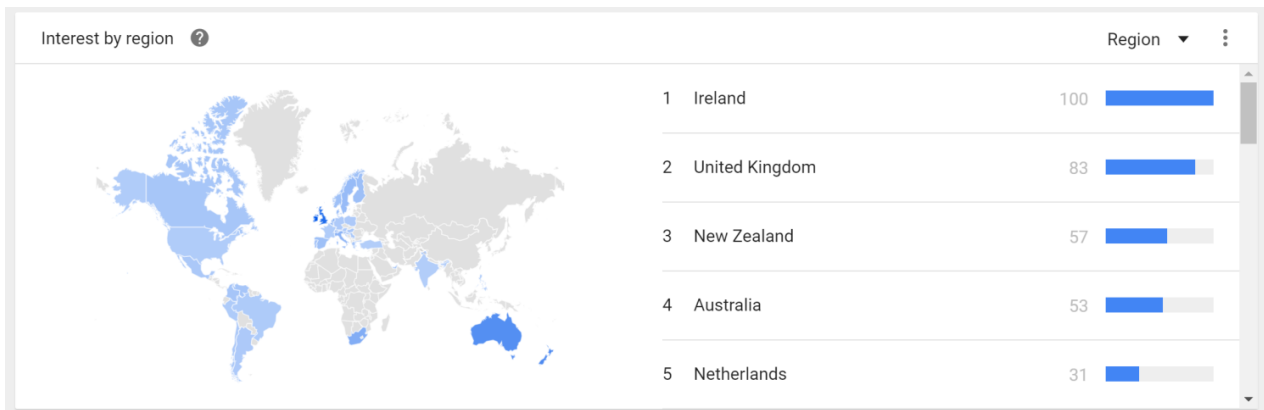 Interest by region
Region
1 Ireland 100
2 United Kingdom 83
3 New Zealand 57
4 Australia 53
5 Netherlands 31